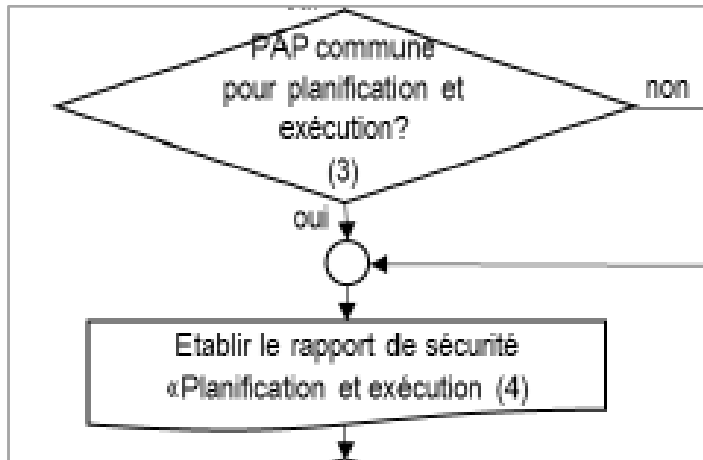 PAP commune
pour planification et
exécution?
(3)
non
oui
Etablir le rapport de sécurité
«Planification et exécution (4)